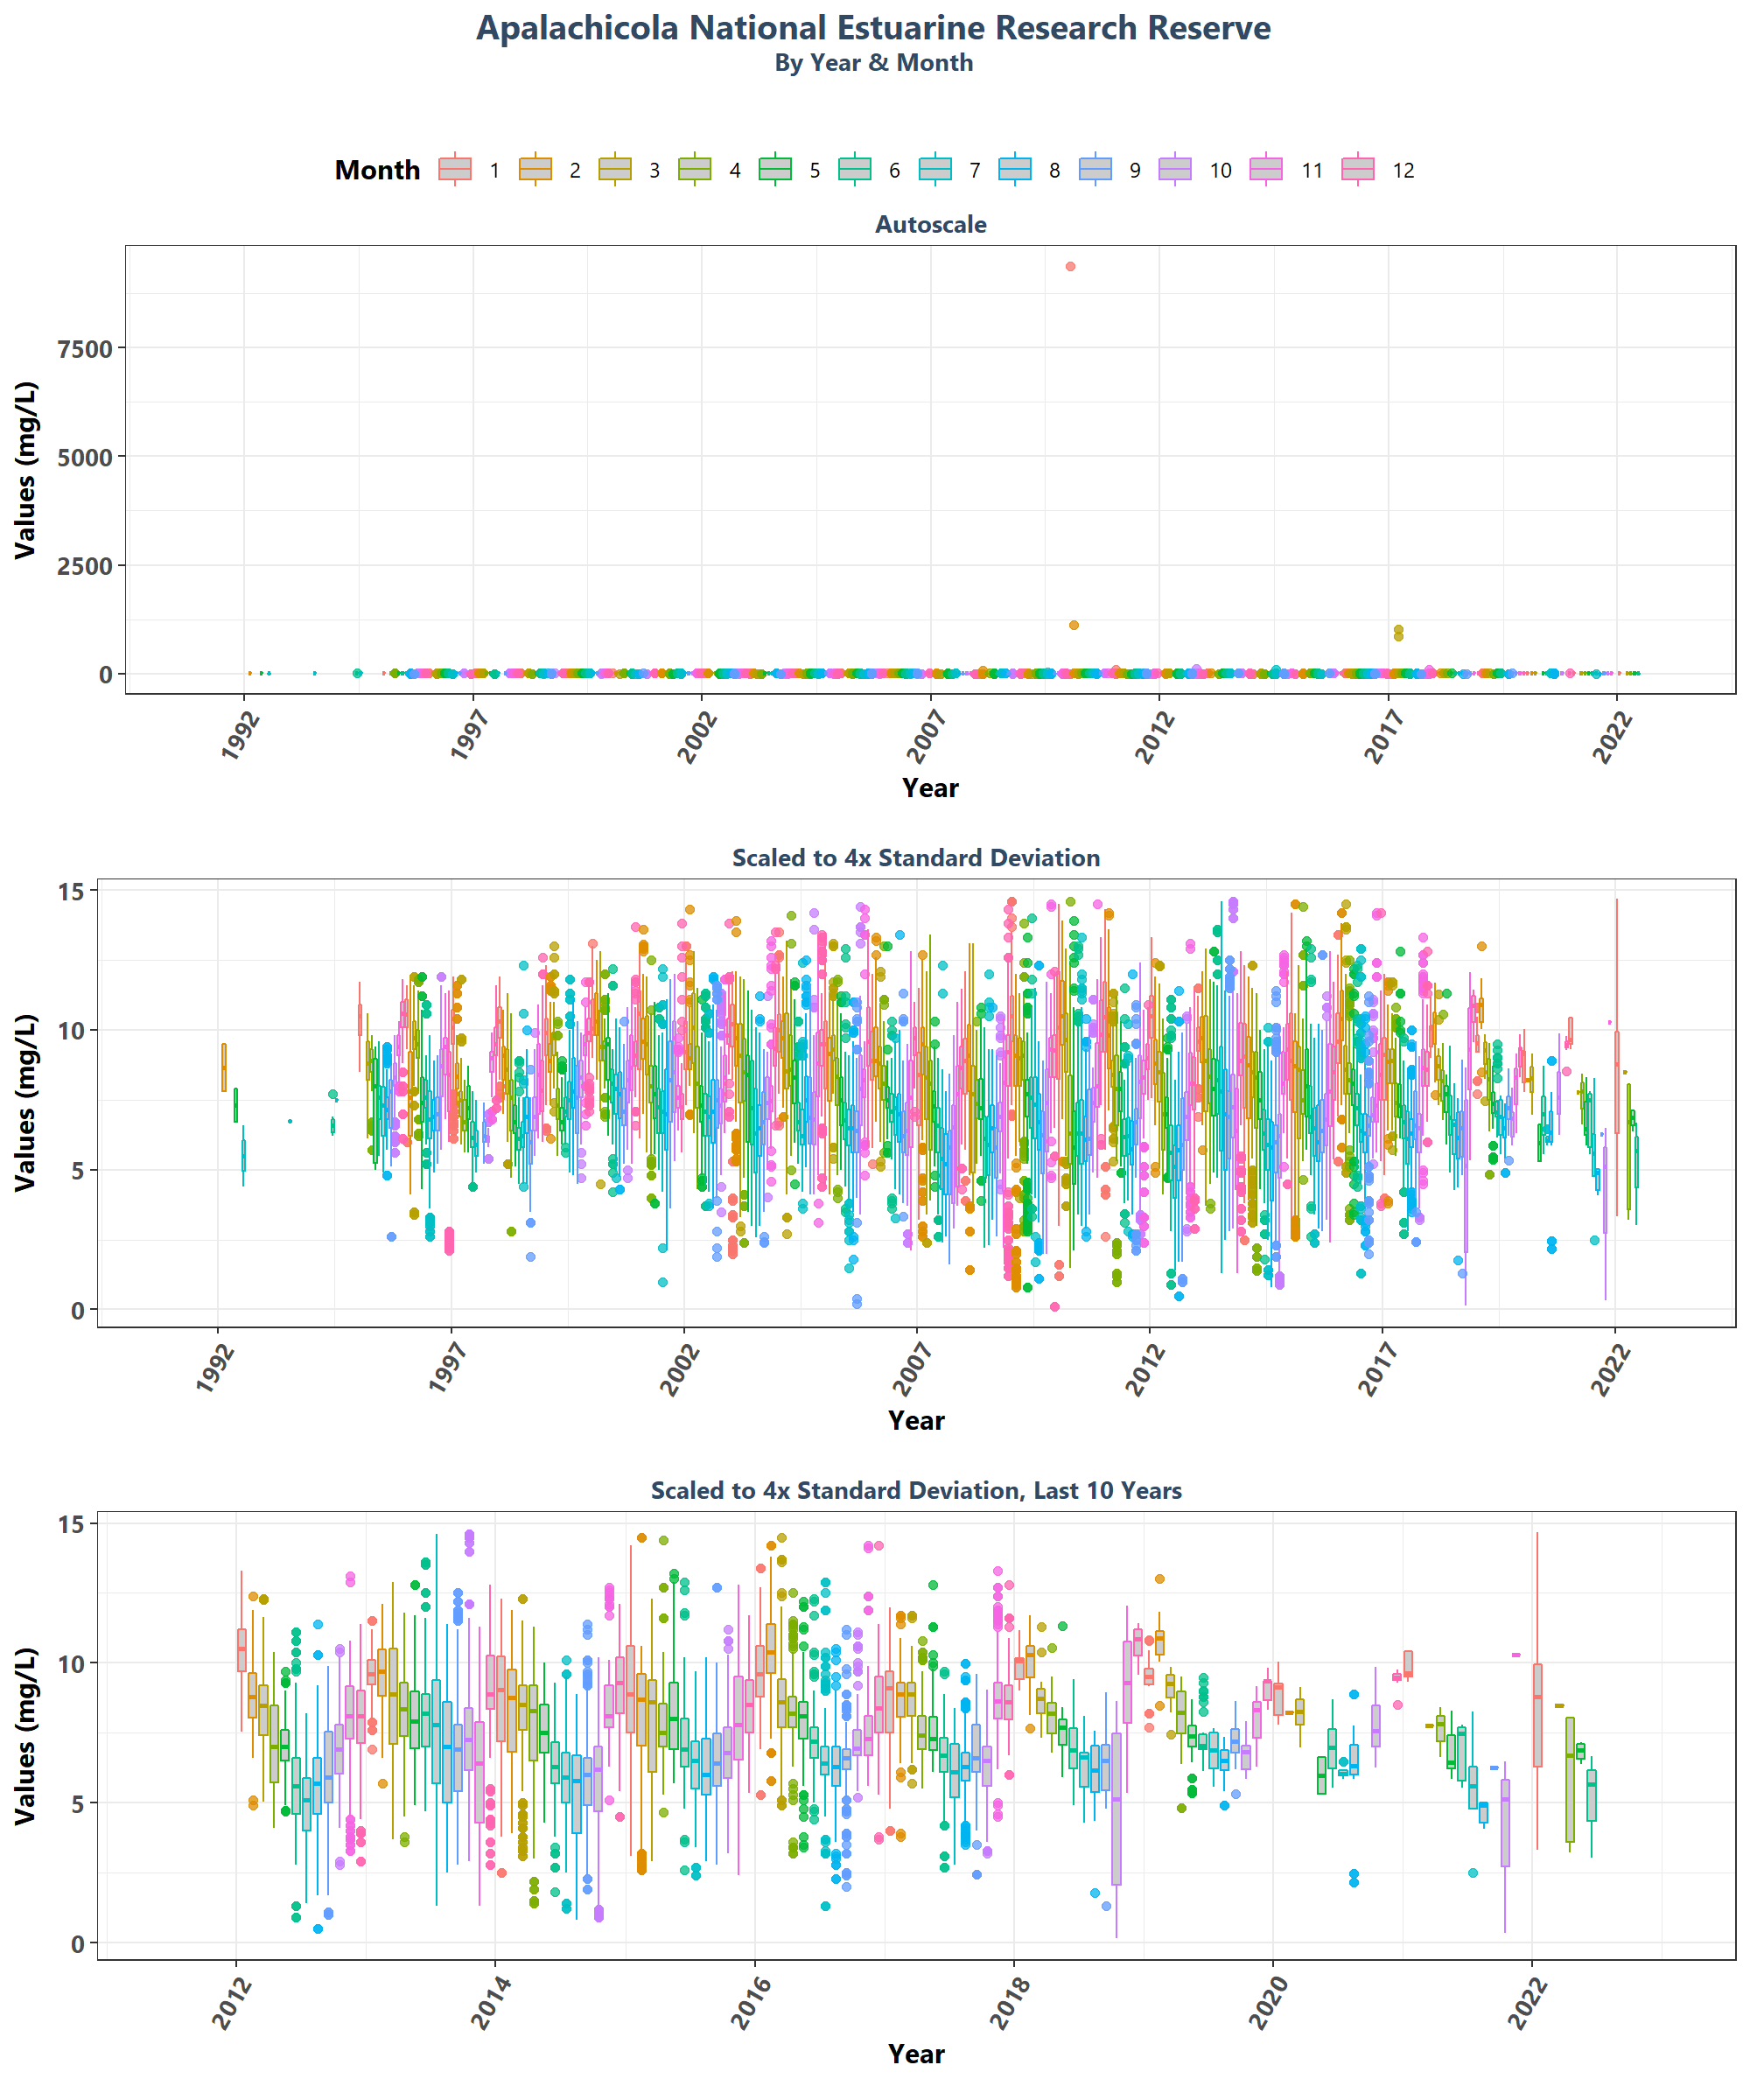 Apalachicola National Estuarine Research Reserve
By Year & Month
Month 1 2 3 4 5 6 7 8 9 10 11 12
Autoscale
Values (mg/L)
7500
5000
2500
0
1992 1997 2002 2007 2012 2017 2022
Year
Scaled to 4x Standard Deviation
Values (mg/L)
15
10
5
0
1992 1997 2002 2007 2012 2017 2022
Year
Scaled to 4x Standard Deviation, Last 10 Years
Values (mg/L)
15
10
5
0
2012 2014 2016 2018 2020 2022
Year